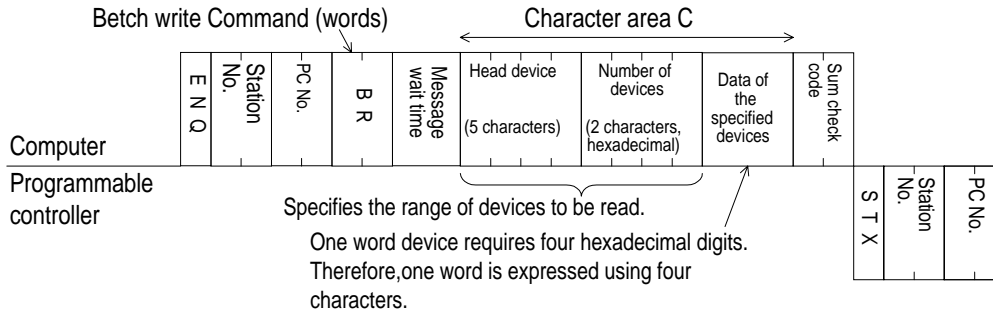 Betch write Command (words)
Character area C
E N Q
Station No.
PC No.
B R
Message wait time
Head device
(5 characters)
Number of devices
(2 characters, hexadecimal)
Data of the specified devices
Sum check code
Computer
Programmable controller
Specifies the range of devices to be read.
One word device requires four hexadecimal digits.
Therefore,one word is expressed using four
characters.
S T X
Station No.
PC No.